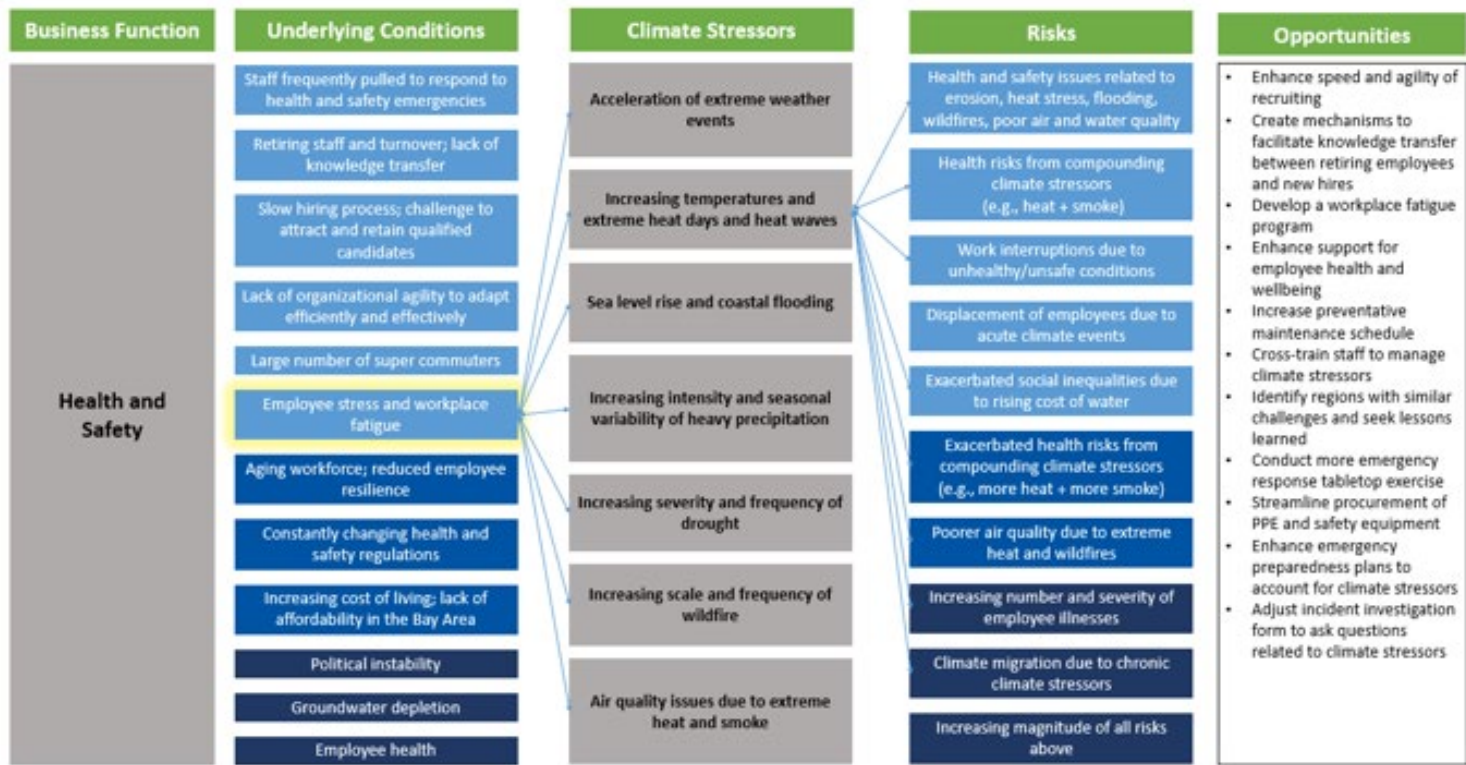 Business Function
Underlying Conditions
Climate Stressors
Risks
Opportunities
Health and
Safety
Staff frequently pulled to respond to
health and safety emergencies
Retiring staff and turnover; lack of
knowledge transfer
Slow hiring process; challenge to
attract and retain qualified
candidates
Lack of organizational agility to adapt
efficiently and effectively
Large number of super commuters
Employee stress and workplace
fatigue
Aging workforce; reduced employee
resilience
Constantly changing health and
safety regulations
Increasing cost of living; lack of
affordability in the Bay Area
Political instability
Groundwater depletion
Employee health
Acceleration of extreme weather
events
Increasing temperatures and
extreme heat days and heat waves
Sea level rise and coastal flooding
Increasing intensity and seasonal
variability of heavy precipitation
Increasing severity and frequency of
drought
Increasing scale and frequency of
wildfire
Air quality issues due to extreme
heat and smoke
Health and safety issues related to
erosion, heat stress, flooding,
wildfires, poor air and water quality
Health risks from compounding
climate stressors
(e.g., heat + smoke)
Work interruptions due to
unhealthy/unsafe conditions
Displacement of employees due to
acute climate events
Exacerbated social inequalities due
to rising cost of water
Exacerbated health risks from
compounding climate stressors
(e.g., more heat + more smoke)
Poorer air quality due to extreme
heat and wildfires
Increasing number and severity of
employee illnesses
Climate migration due to chronic
climate stressors
Increasing magnitude of all risks
above
• Enhance speed and agility of
recruiting
• Create mechanisms to
facilitate knowledge transfer
between retiring employees
and new hires
• Develop a workplace fatigue
program
• Enhance support for
employee health and
wellbeing
• Increase preventative
maintenance schedule
• Cross-train staff to manage
climate stressors
• Identify regions with similar
challenges and seek lessons
learned
• Conduct more emergency
response tabletop exercise
• Streamline procurement of
PPE and safety equipment
• Enhance emergency
preparedness plans to
account for climate stressors
• Adjust incident investigation
form to ask questions
related to climate stressors